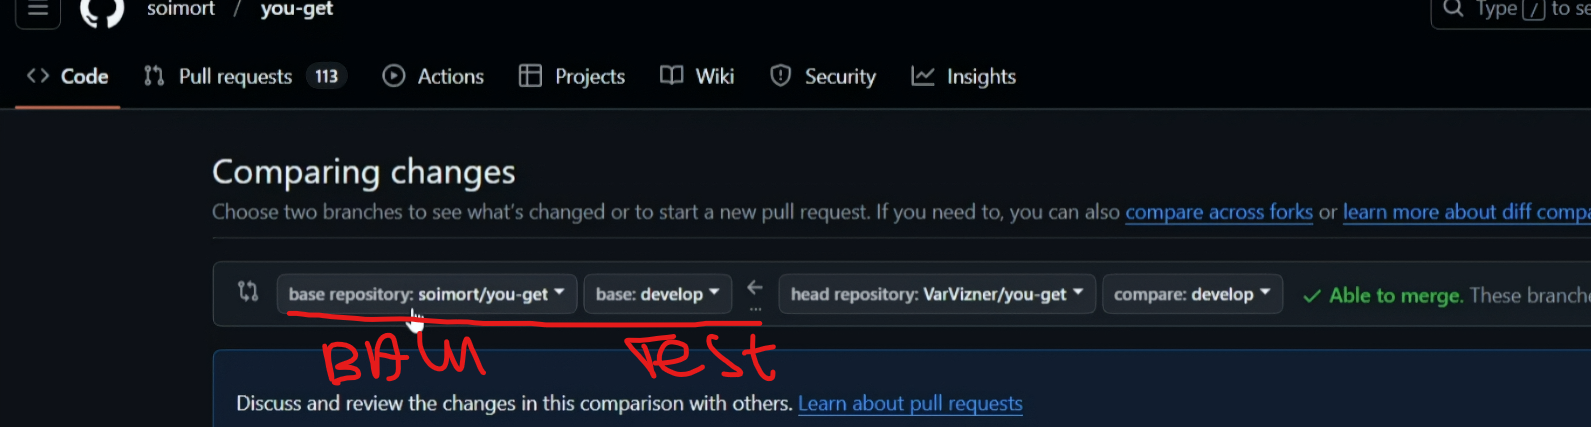 soimort / you-get
Type / to se
Code Pull requests 113 Actions Projects Wiki Security Insights
Comparing changes
Choose two branches to see what's changed or to start a new pull request. If you need to, you can also compare across forks or learn more about diff compa
base repository: soimort/you-get base: develop head repository: VarVizner/you-get compare: develop Able to merge. These branche
test
Discuss and review the changes in this comparison with others. Learn about pull requests